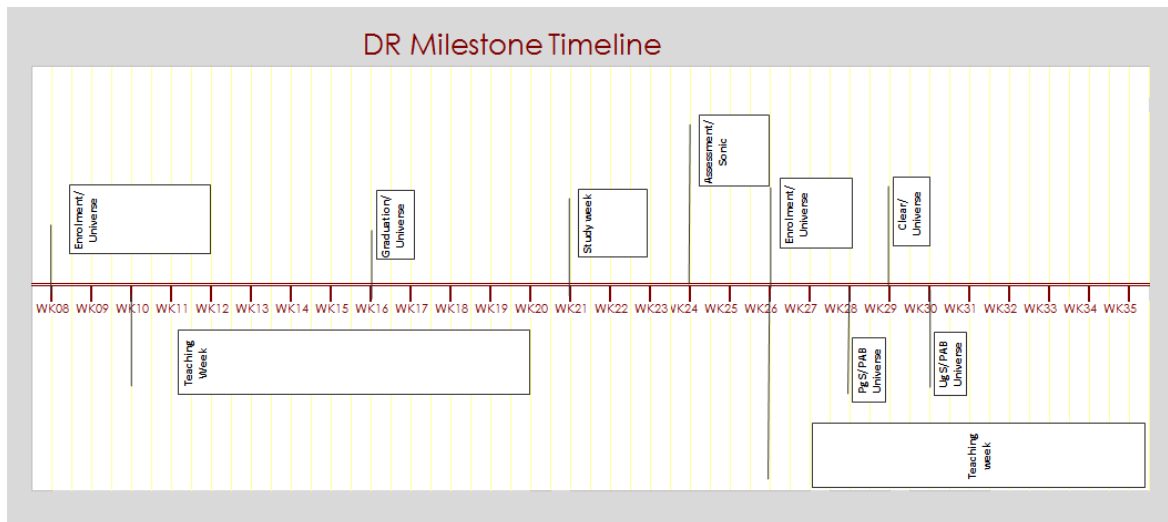 DR Milestone Timeline
Assessment/
Sonic
Enrolment/
Universe
Graduation/
Universe
Study week
Enrolment/
Universe
Clear/
Universe
WK08 WK09 WK10 WK11 WK12 WK13 WK14 WK15 WK16 WK17 WK18 WK19 WK20 WK21 WK22 WK23 WK24 WK25 WK26 WK27 WK28 WK29 WK30 WK31 WK32 WK33 WK34 WK35
Teaching
Week
PgS/PAB
Universe
UgS/PAB
Universe
Teaching
week